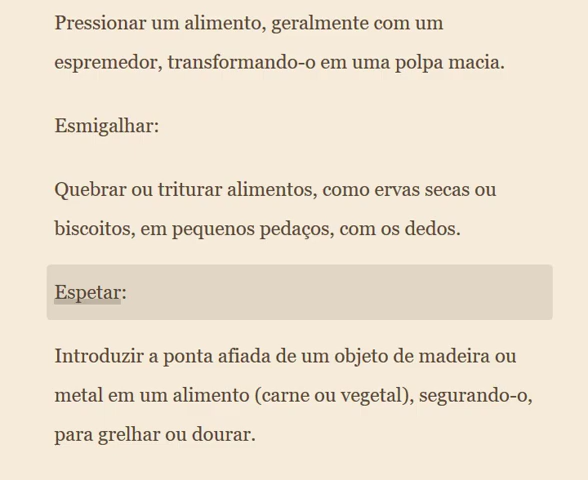 Pressionar um alimento, geralmente com um
espremedor, transformando-o em uma polpa macia.
Esmigalhar:
Quebrar ou triturar alimentos, como ervas secas ou
biscoitos, em pequenos pedaços, com os dedos.
Espetar:
Introduzir a ponta afiada de um objeto de madeira ou
metal em um alimento (carne ou vegetal), segurando-o,
para grelhar ou dourar.